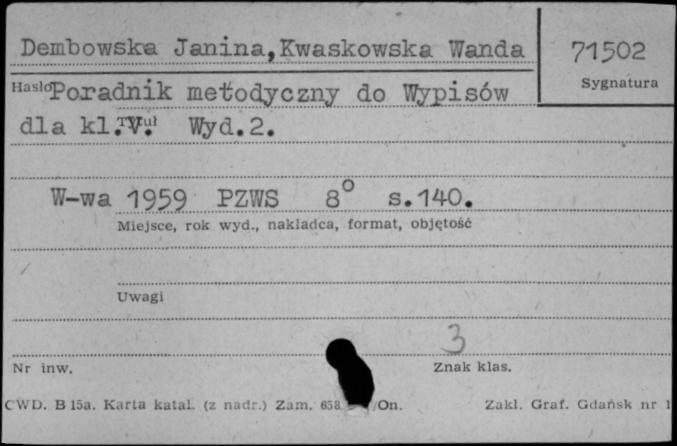 Dembowska Janina, Kwaskowska Wanda
71502
Sygnatura
Hasło Poradnik metodyczny do Wypisów
dla kl. V. Wyd.2.
Tytuł
W-wa 1959 PZWS 8° s.140.
Miejsce, rok wyd., nakładca, format, objętość
Uwagi
3
Nr inw.
Znak klas.
CWD. B 15a. Karta katal. (z nadr.) Zam. 658 /On.
Zakł. Graf. Gdańsk nr 1